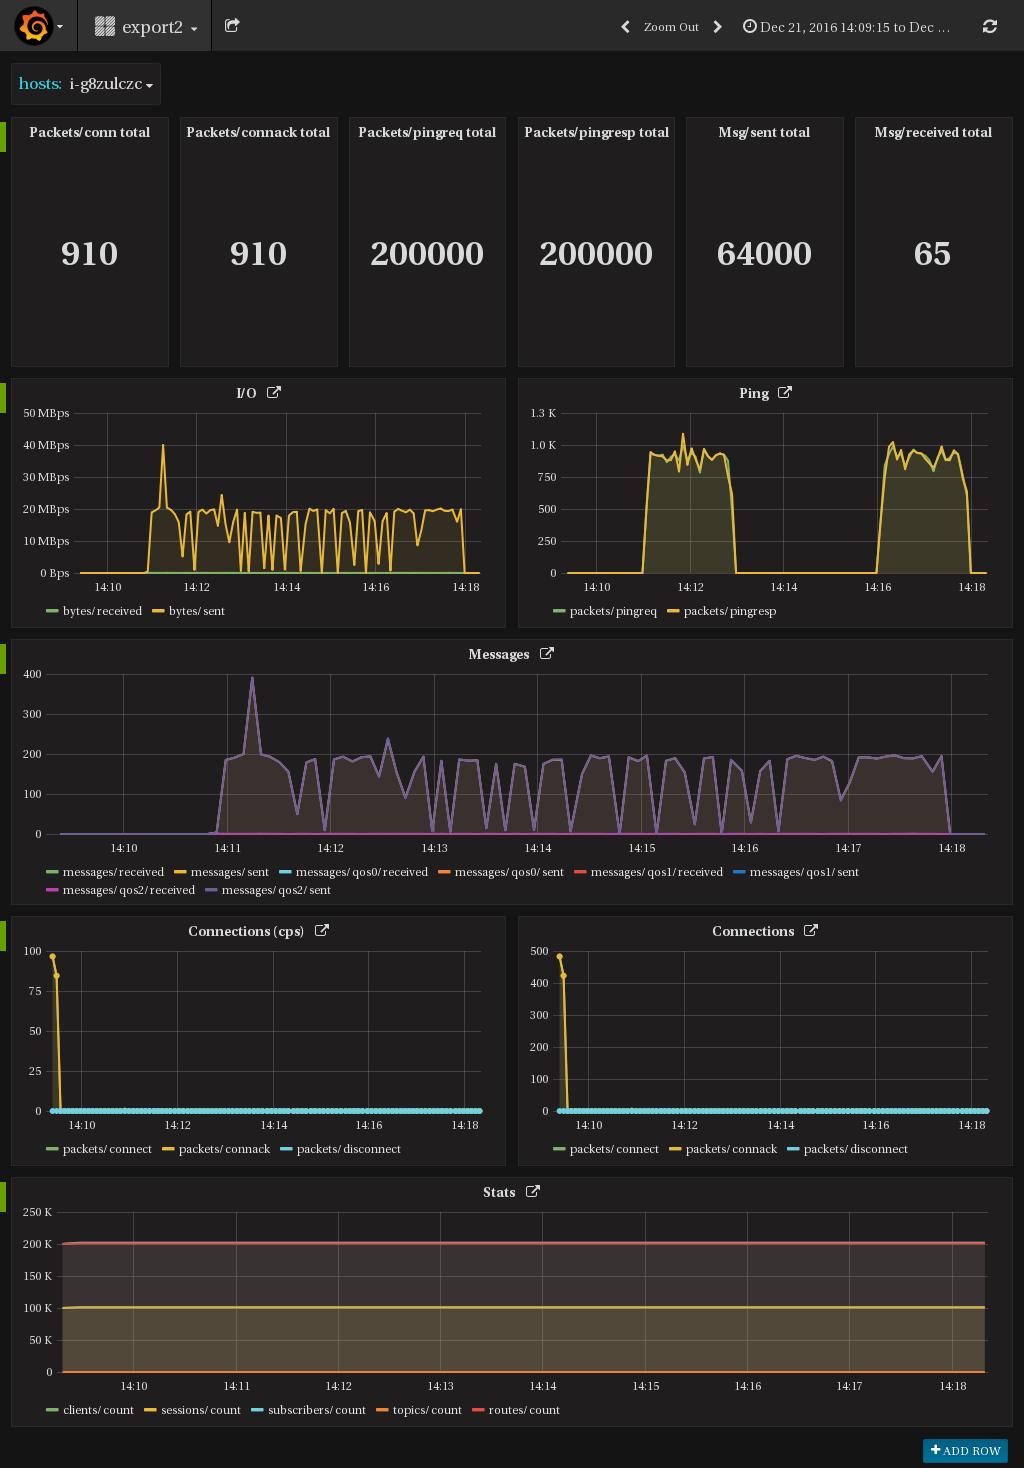 export2
Zoom Out
Dec 21, 2016 14:09:15 to Dec ...
hosts: i-g8zulczc
Packets/conn total Packets/connack total Packets/pingreq total Packets/pingresp total Msg/sent total Msg/received total
910 910 200000 200000 64000 65
I/O
50 MBps
40 MBps
30 MBps
20 MBps
10 MBps
0 Bps
14:10 14:12 14:14 14:16 14:18
bytes/received bytes/sent
Ping
1.3 K
1.0 K
750
500
250
0
14:10 14:12 14:14 14:16 14:18
packets/pingreq packets/pingresp
Messages
400
300
200
100
0
14:10 14:11 14:12 14:13 14:14 14:15 14:16 14:17 14:18
messages/received messages/sent messages/qos0/received messages/qos0/sent messages/qos1/received messages/qos1/sent
messages/qos2/received messages/qos2/sent
Connections (cps)
100
75
50
25
0
14:10 14:12 14:14 14:16 14:18
packets/connect packets/connack packets/disconnect
Connections
500
400
300
200
100
0
14:10 14:12 14:14 14:16 14:18
packets/connect packets/connack packets/disconnect
Stats
250 K
200 K
150 K
100 K
50 K
0
14:10 14:11 14:12 14:13 14:14 14:15 14:16 14:17 14:18
clients/count sessions/count subscribers/count topics/count routes/count
ADD ROW